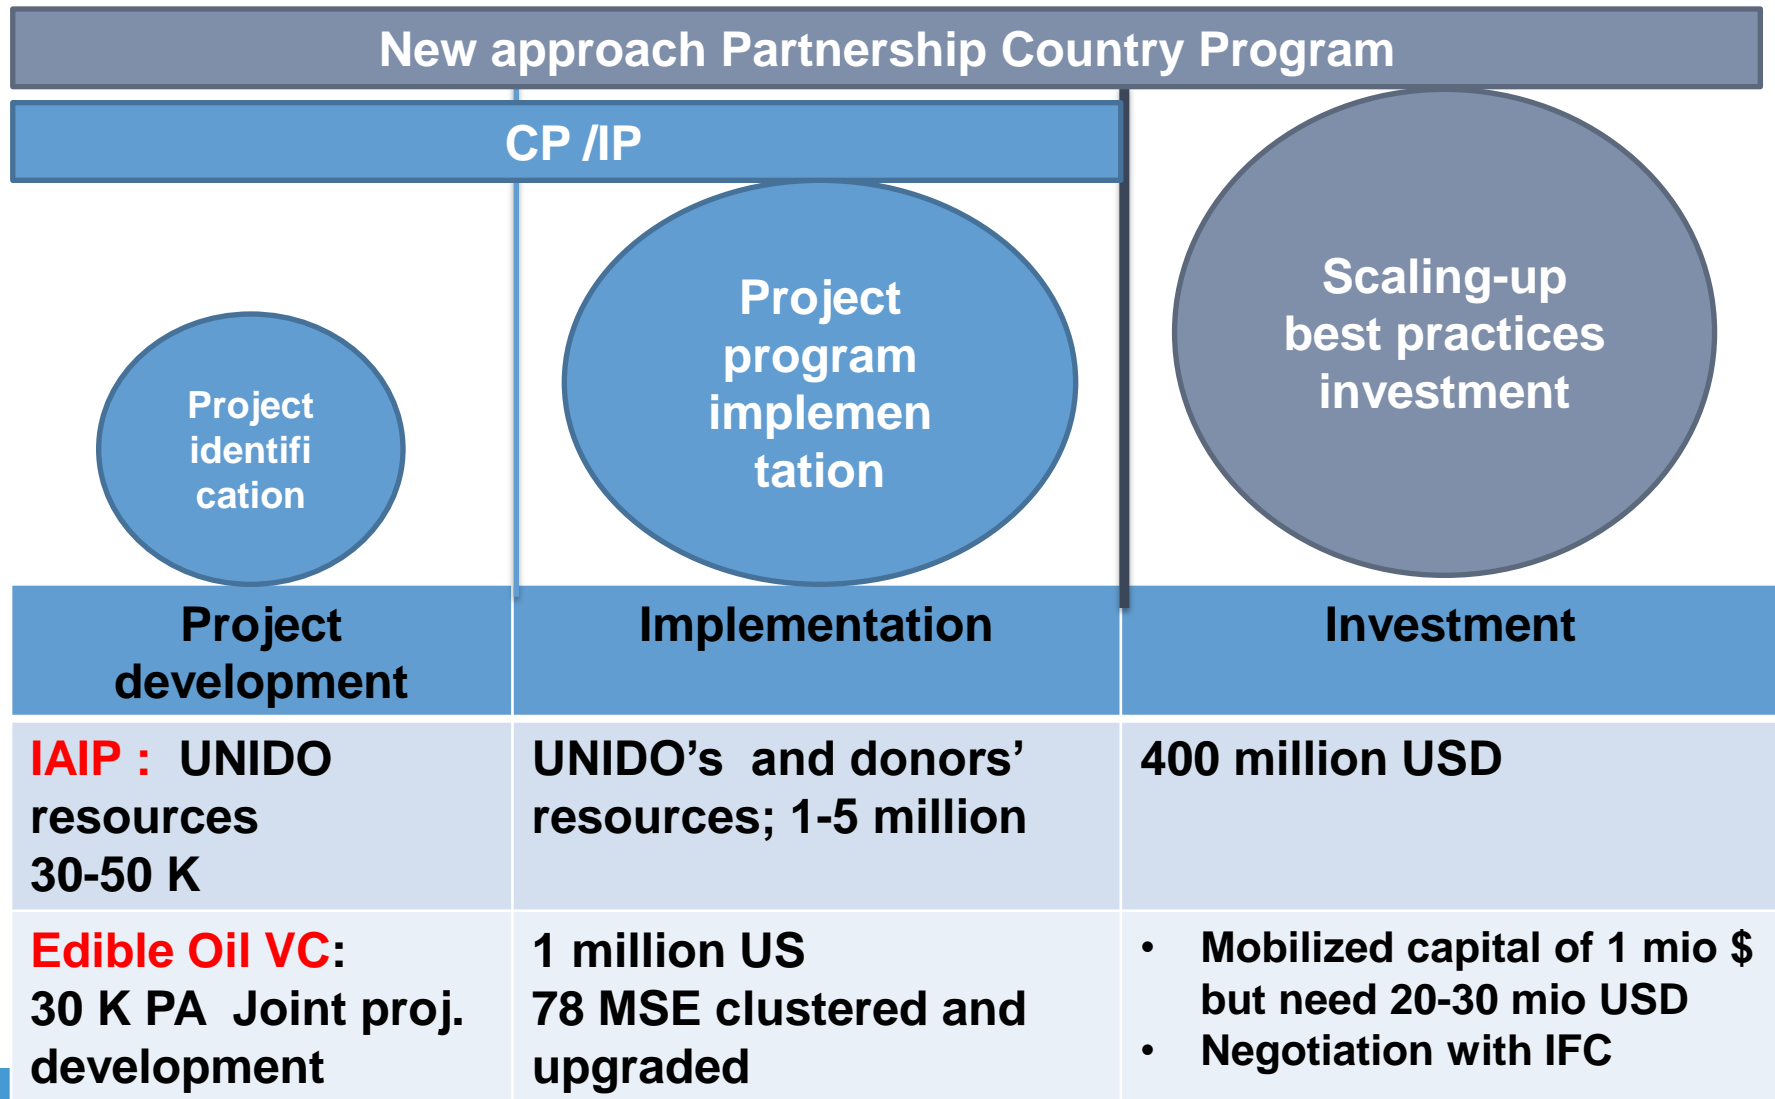 New approach Partnership Country Program
CP /IP
Project
identifi
cation
Project
program
implemen
tation
Scaling-up
best practices
investment
Project
development
Implementation
Investment
IAIP :  UNIDO
resources
30-50 K
UNIDO’s  and donors’
resources; 1-5 million
400 million USD
Edible Oil VC:
30 K PA  Joint proj.
development
1 million US
78 MSE clustered and
upgraded
• Mobilized capital of 1 mio $
but need 20-30 mio USD
• Negotiation with IFC